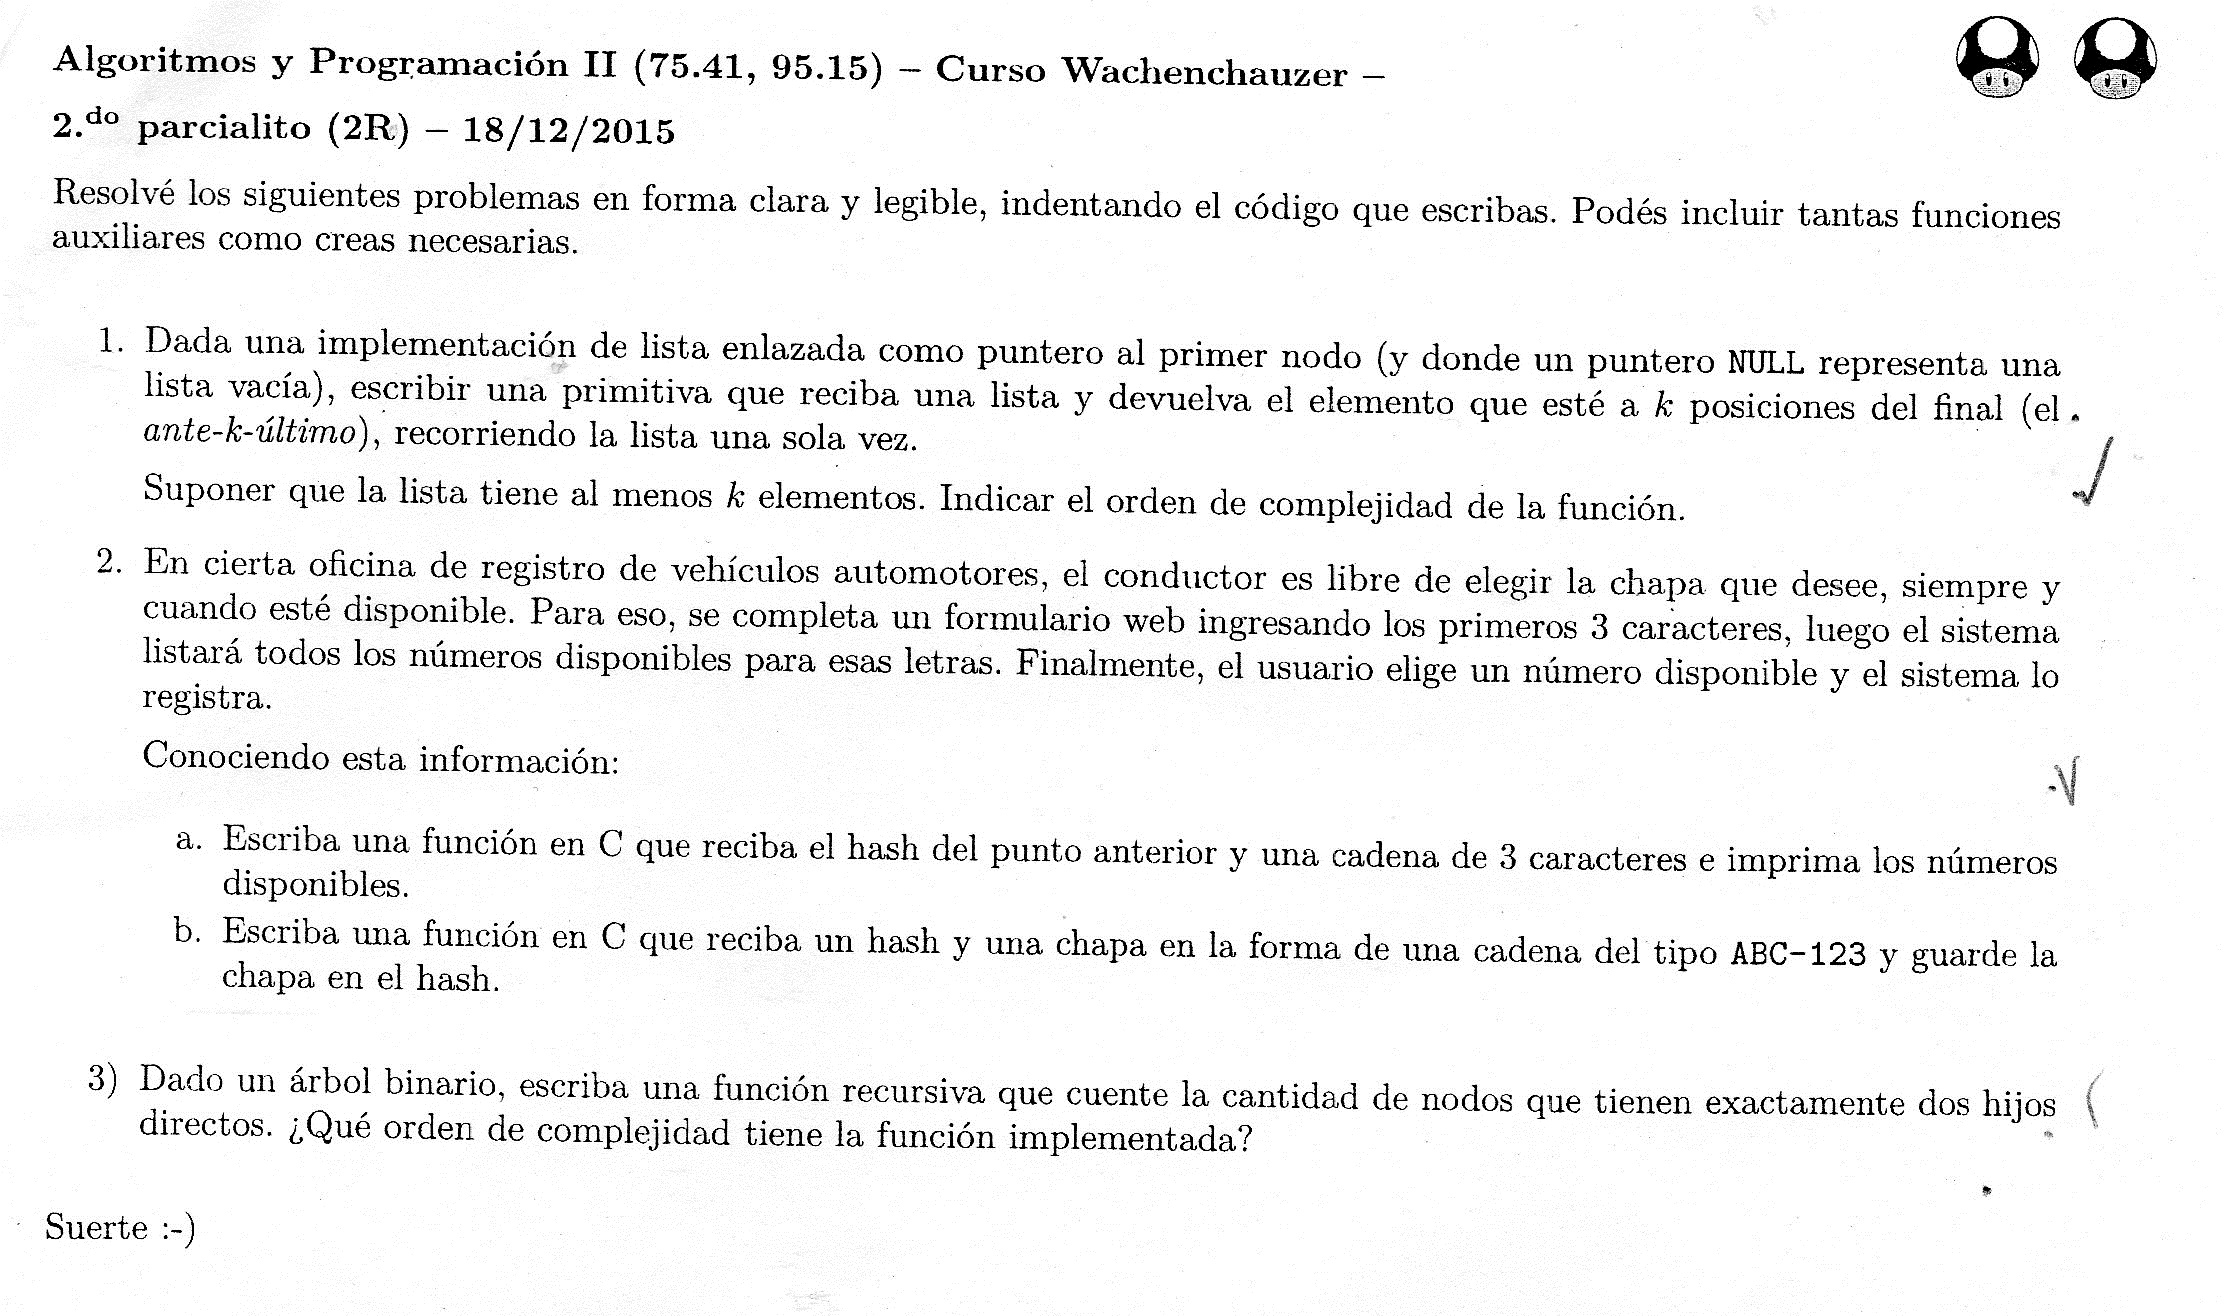 Algoritmos y Programación II (75.41, 95.15) – Curso Wachenchauzer –
2.do parcialito (2R) – 18/12/2015
Resolvé los siguientes problemas en forma clara y legible, indentando el código que escribas. Podés incluir tantas funciones
auxiliares como creas necesarias.
1. Dada una implementación de lista enlazada como puntero al primer nodo (y donde un puntero NULL representa una
lista vacía), escribir una primitiva que reciba una lista y devuelva el elemento que esté a k posiciones del final (el
ante-k-último), recorriendo la lista una sola vez.
Suponer que la lista tiene al menos k elementos. Indicar el orden de complejidad de la función.
2. En cierta oficina de registro de vehículos automotores, el conductor es libre de elegir la chapa que desee, siempre y
cuando esté disponible. Para eso, se completa un formulario web ingresando los primeros 3 caracteres, luego el sistema
listará todos los números disponibles para esas letras. Finalmente, el usuario elige un número disponible y el sistema lo
registra.
Conociendo esta información:
a. Escriba una función en C que reciba el hash del punto anterior y una cadena de 3 caracteres e imprima los números
disponibles.
b. Escriba una función en C que reciba un hash y una chapa en la forma de una cadena del tipo ABC-123 y guarde la
chapa en el hash.
3) Dado un árbol binario, escriba una función recursiva que cuente la cantidad de nodos que tienen exactamente dos hijos
directos. ¿Qué orden de complejidad tiene la función implementada?
Suerte :-)